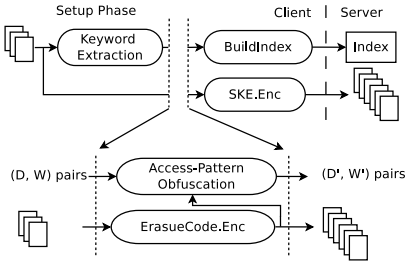 Setup Phase
Client
Server
Keyword
Extraction
BuildIndex
Index
SKE.Enc
(D, W) pairs
Access-Pattern
Obfuscation
(D', W') pairs
ErasueCode.Enc